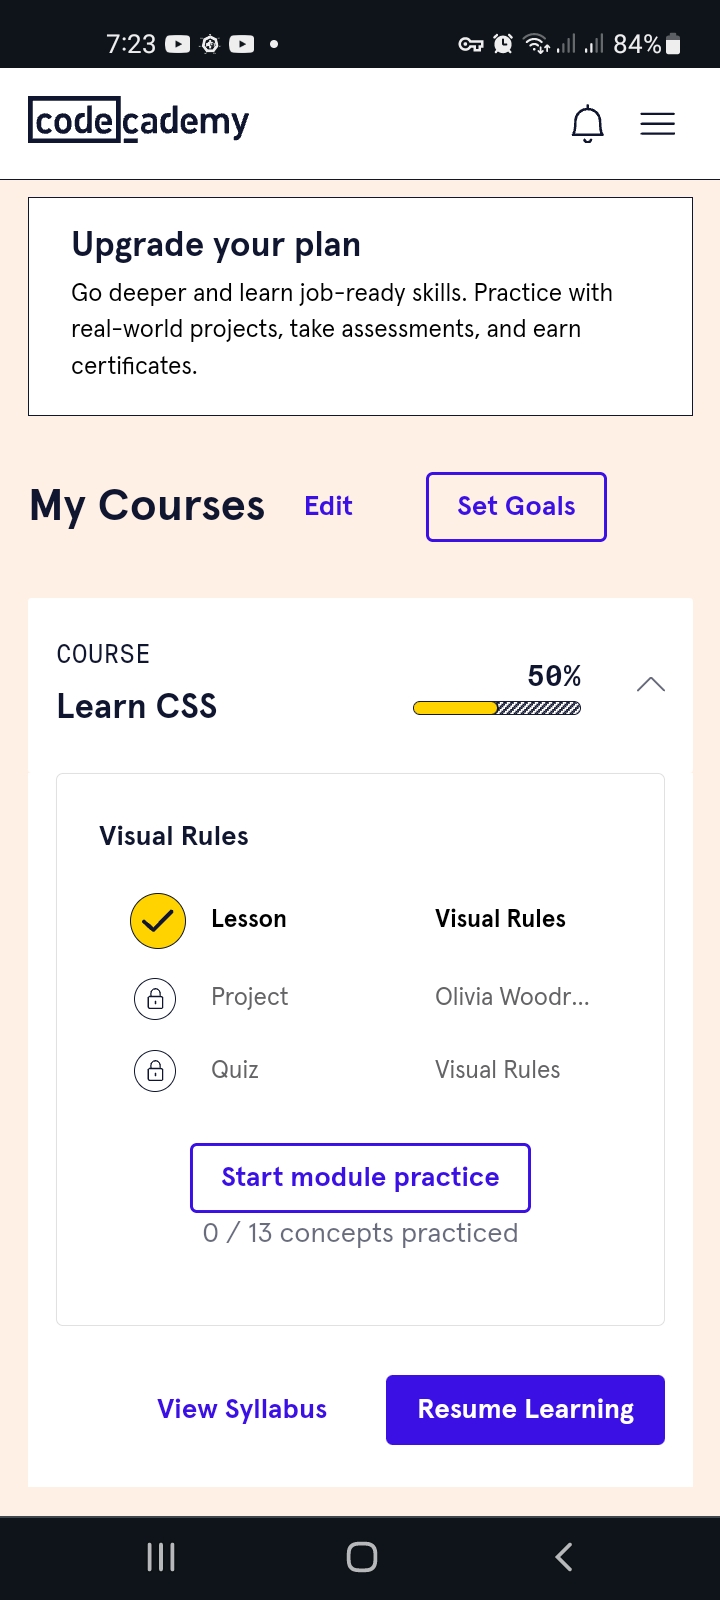 7:23
84%
codecademy
Upgrade your plan
Go deeper and learn job-ready skills. Practice with
real-world projects, take assessments, and earn
certificates.
My Courses Edit Set Goals
COURSE
50%
Learn CSS
Visual Rules
Lesson Visual Rules
Project Olivia Woodr...
Quiz Visual Rules
Start module practice
0 / 13 concepts practiced
View Syllabus Resume Learning